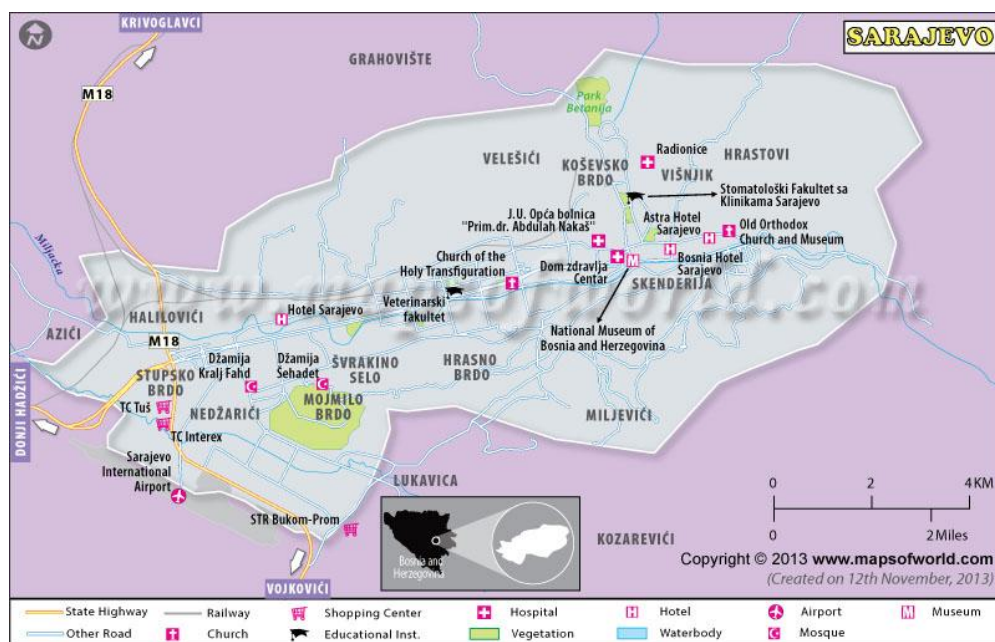 KRIVOGLAVCI
SARAJEVO
N
GRAHOVIŠTE
M18
Park
Betanija
VELEŠIĆI
KOŠEVSKO
BRDO
Radionice
VIŠNJIK
HRASTOVI
Stomatološki Fakultet sa
Klinikama Sarajevo
J.U. Opća bolnica
"Prim.dr. Abdulah Nakaš"
Astra Hotel
Sarajevo
Old Orthodox
Church and Museum
Miljacka
Church of the
Holy Transfiguration
Dom zdravlja
Centar
Bosnia Hotel
Sarajevo
SKENDERIJA
www.mapsofworld.com
Veterinarski
fakultet
HALILOVIĆI
Hotel Sarajevo
AZIĆI
M18
National Museum of
Bosnia and Herzegovina
Džamija
Kralj Fahd
Džamija
Šehadet
ŠVRAKINO
SELO
HRASNO
BRDO
STUPSKO
BRDO
DONJI HADŽIĆI
TC Tuš
NEDŽARIĆI
MOJMILO
BRDO
MILJEVIĆI
TC Interex
Sarajevo
International
Airport
LUKAVICA
STR Bukom-Prom
Bosnia and
Herzegovina
KOZAREVIĆI
0 2 4 KM
0 2 Miles
VOJKOVIĆI
Copyright © 2013 www.mapsofworld.com
(Created on 12th November, 2013)
State Highway Railway Shopping Center Hospital Hotel Airport Museum
Other Road Church Educational Inst. Vegetation Waterbody Mosque